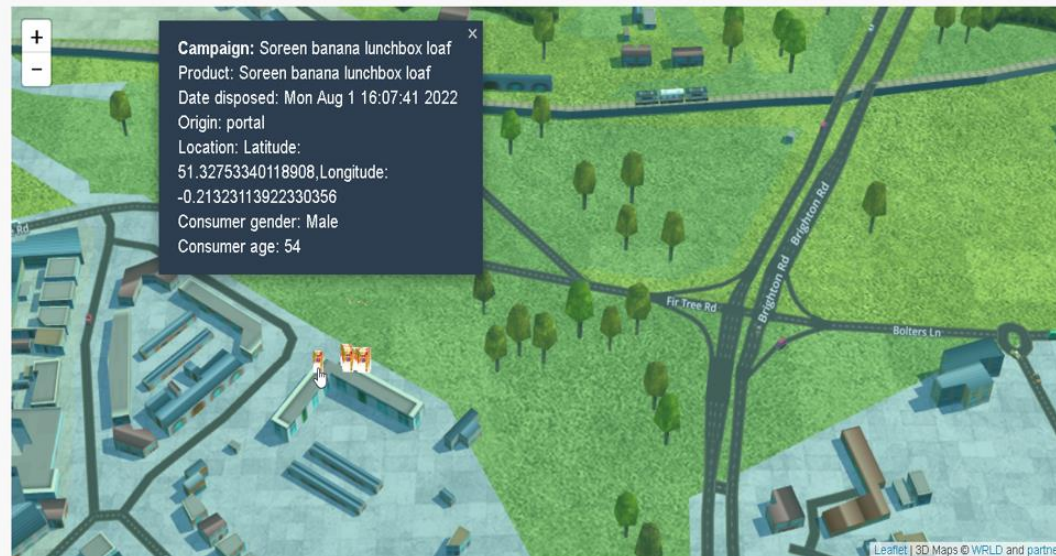 +
−
×
Campaign: Soreen banana lunchbox loaf
Product: Soreen banana lunchbox loaf
Date disposed: Mon Aug 1 16:07:41 2022
Origin: portal
Location: Latitude:
51.32753340118908,Longitude:
-0.21323113922330356
Consumer gender: Male
Consumer age: 54
Brighton Rd
Rd
Brighton Rd
Fir Tree Rd
Bolters Ln
Leaflet | 3D Maps © WRLD and partne